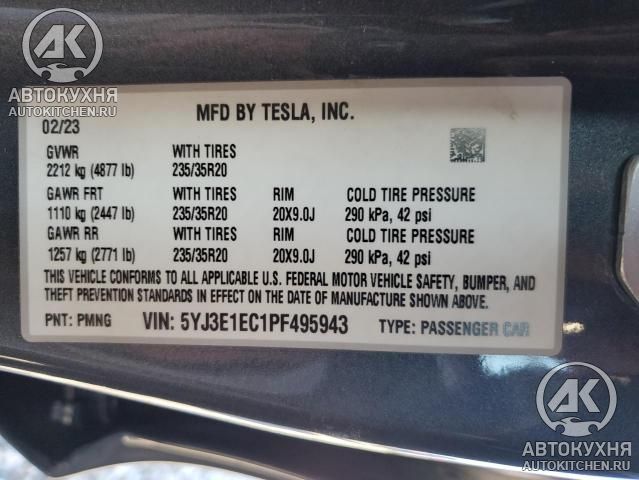 АВТОКУХНЯ
AUTOKITCHEN.RU
MFD BY TESLA, INC.
02/23
GVWR WITH TIRES
2212 kg (4877 lb) 235/35R20
GAWR FRT WITH TIRES RIM COLD TIRE PRESSURE
1110 kg (2447 lb) 235/35R20 20X9.0J 290 kPa, 42 psi
GAWR RR WITH TIRES RIM COLD TIRE PRESSURE
1257 kg (2771 lb) 235/35R20 20X9.0J 290 kPa, 42 psi
THIS VEHICLE CONFORMS TO ALL APPLICABLE U.S. FEDERAL MOTOR VEHICLE SAFETY, BUMPER, AND
THEFT PREVENTION STANDARDS IN EFFECT ON THE DATE OF MANUFACTURE SHOWN ABOVE.
PNT: PMNG VIN: 5YJ3E1EC1PF495943 TYPE: PASSENGER CAR
АК
АВТОКУХНЯ
AUTOKITCHEN.RU
АК